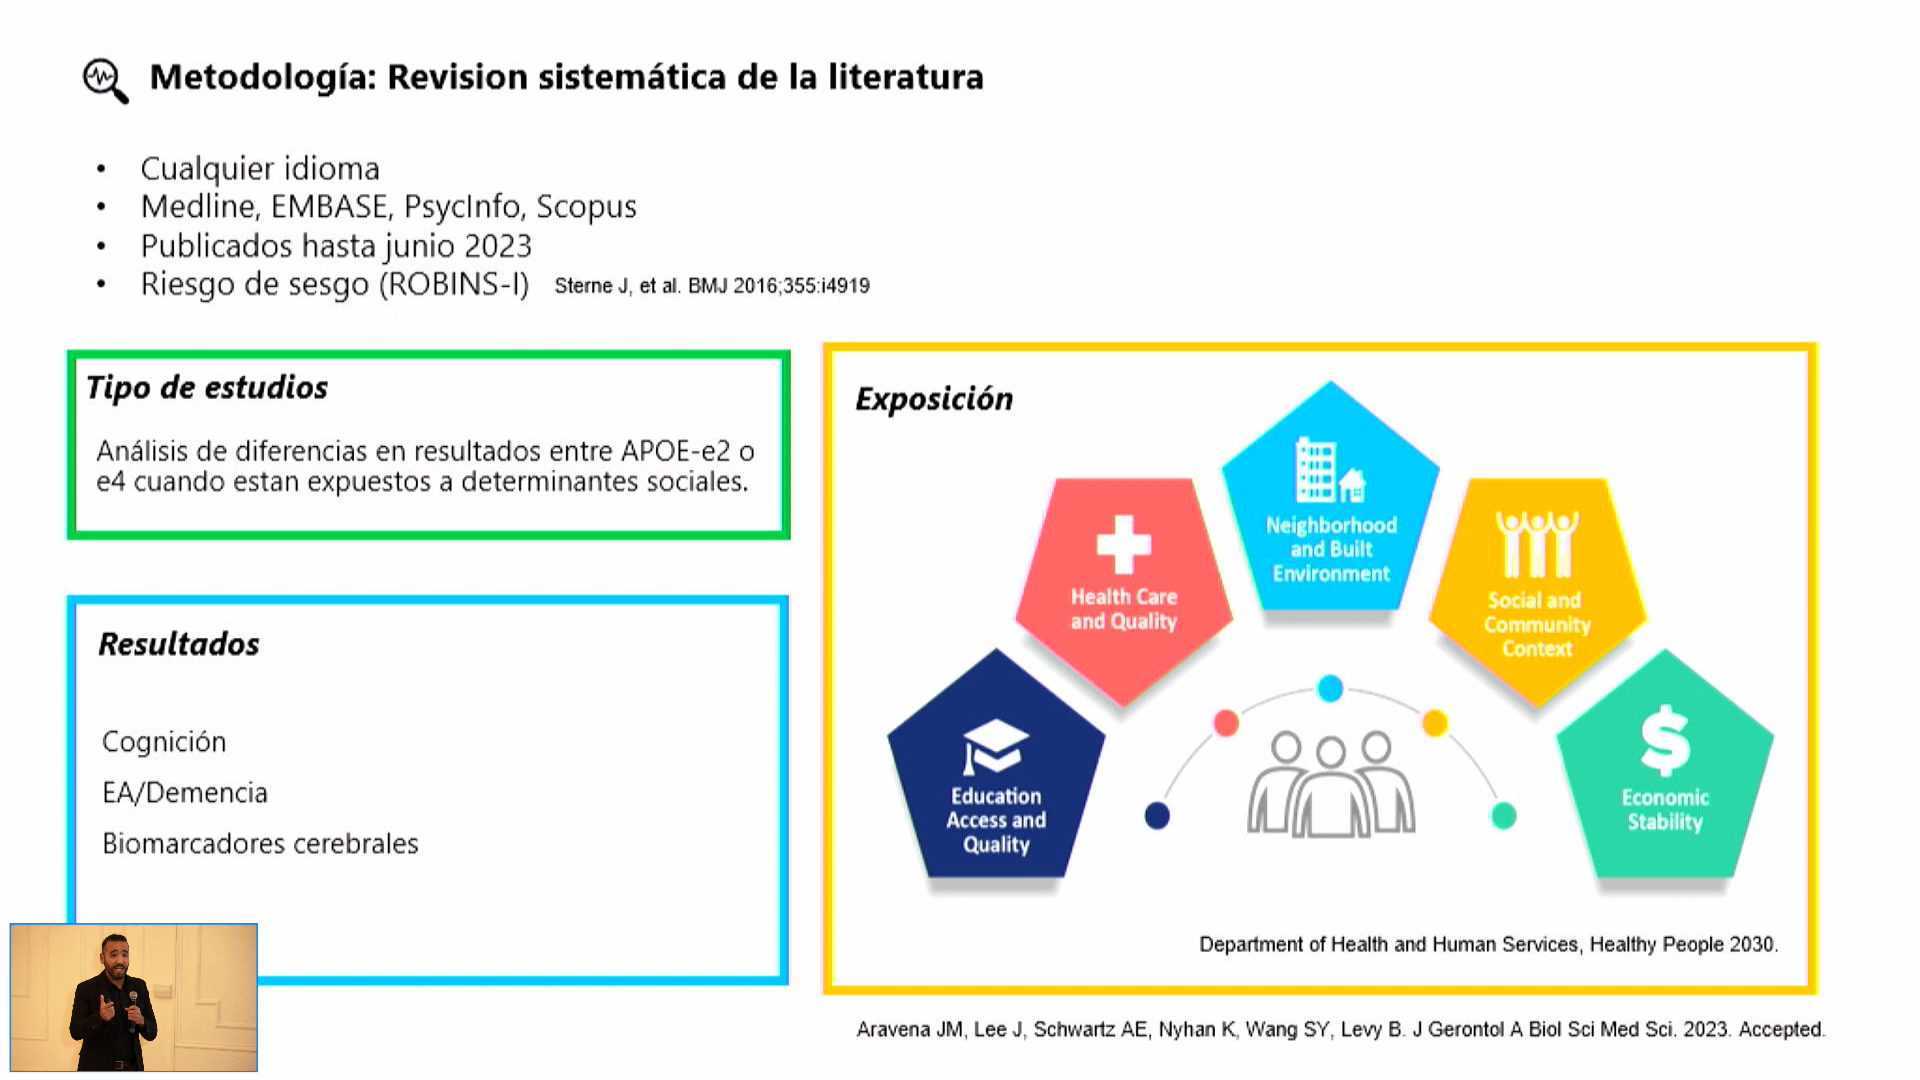 Metodología: Revision sistemática de la literatura
• Cualquier idioma
• Medline, EMBASE, PsycInfo, Scopus
• Publicados hasta junio 2023
• Riesgo de sesgo (ROBINS-I) Sterne J, et al. BMJ 2016;355:i4919
Tipo de estudios
Análisis de diferencias en resultados entre APOE-e2 o
e4 cuando estan expuestos a determinantes sociales.
Resultados
Cognición
EA/Demencia
Biomarcadores cerebrales
Exposición
Education
Access and
Quality
Health Care
and Quality
Neighborhood
and Built
Environment
Social and
Community
Context
Economic
Stability
Department of Health and Human Services, Healthy People 2030.
Aravena JM, Lee J, Schwartz AE, Nyhan K, Wang SY, Levy B. J Gerontol A Biol Sci Med Sci. 2023. Accepted.